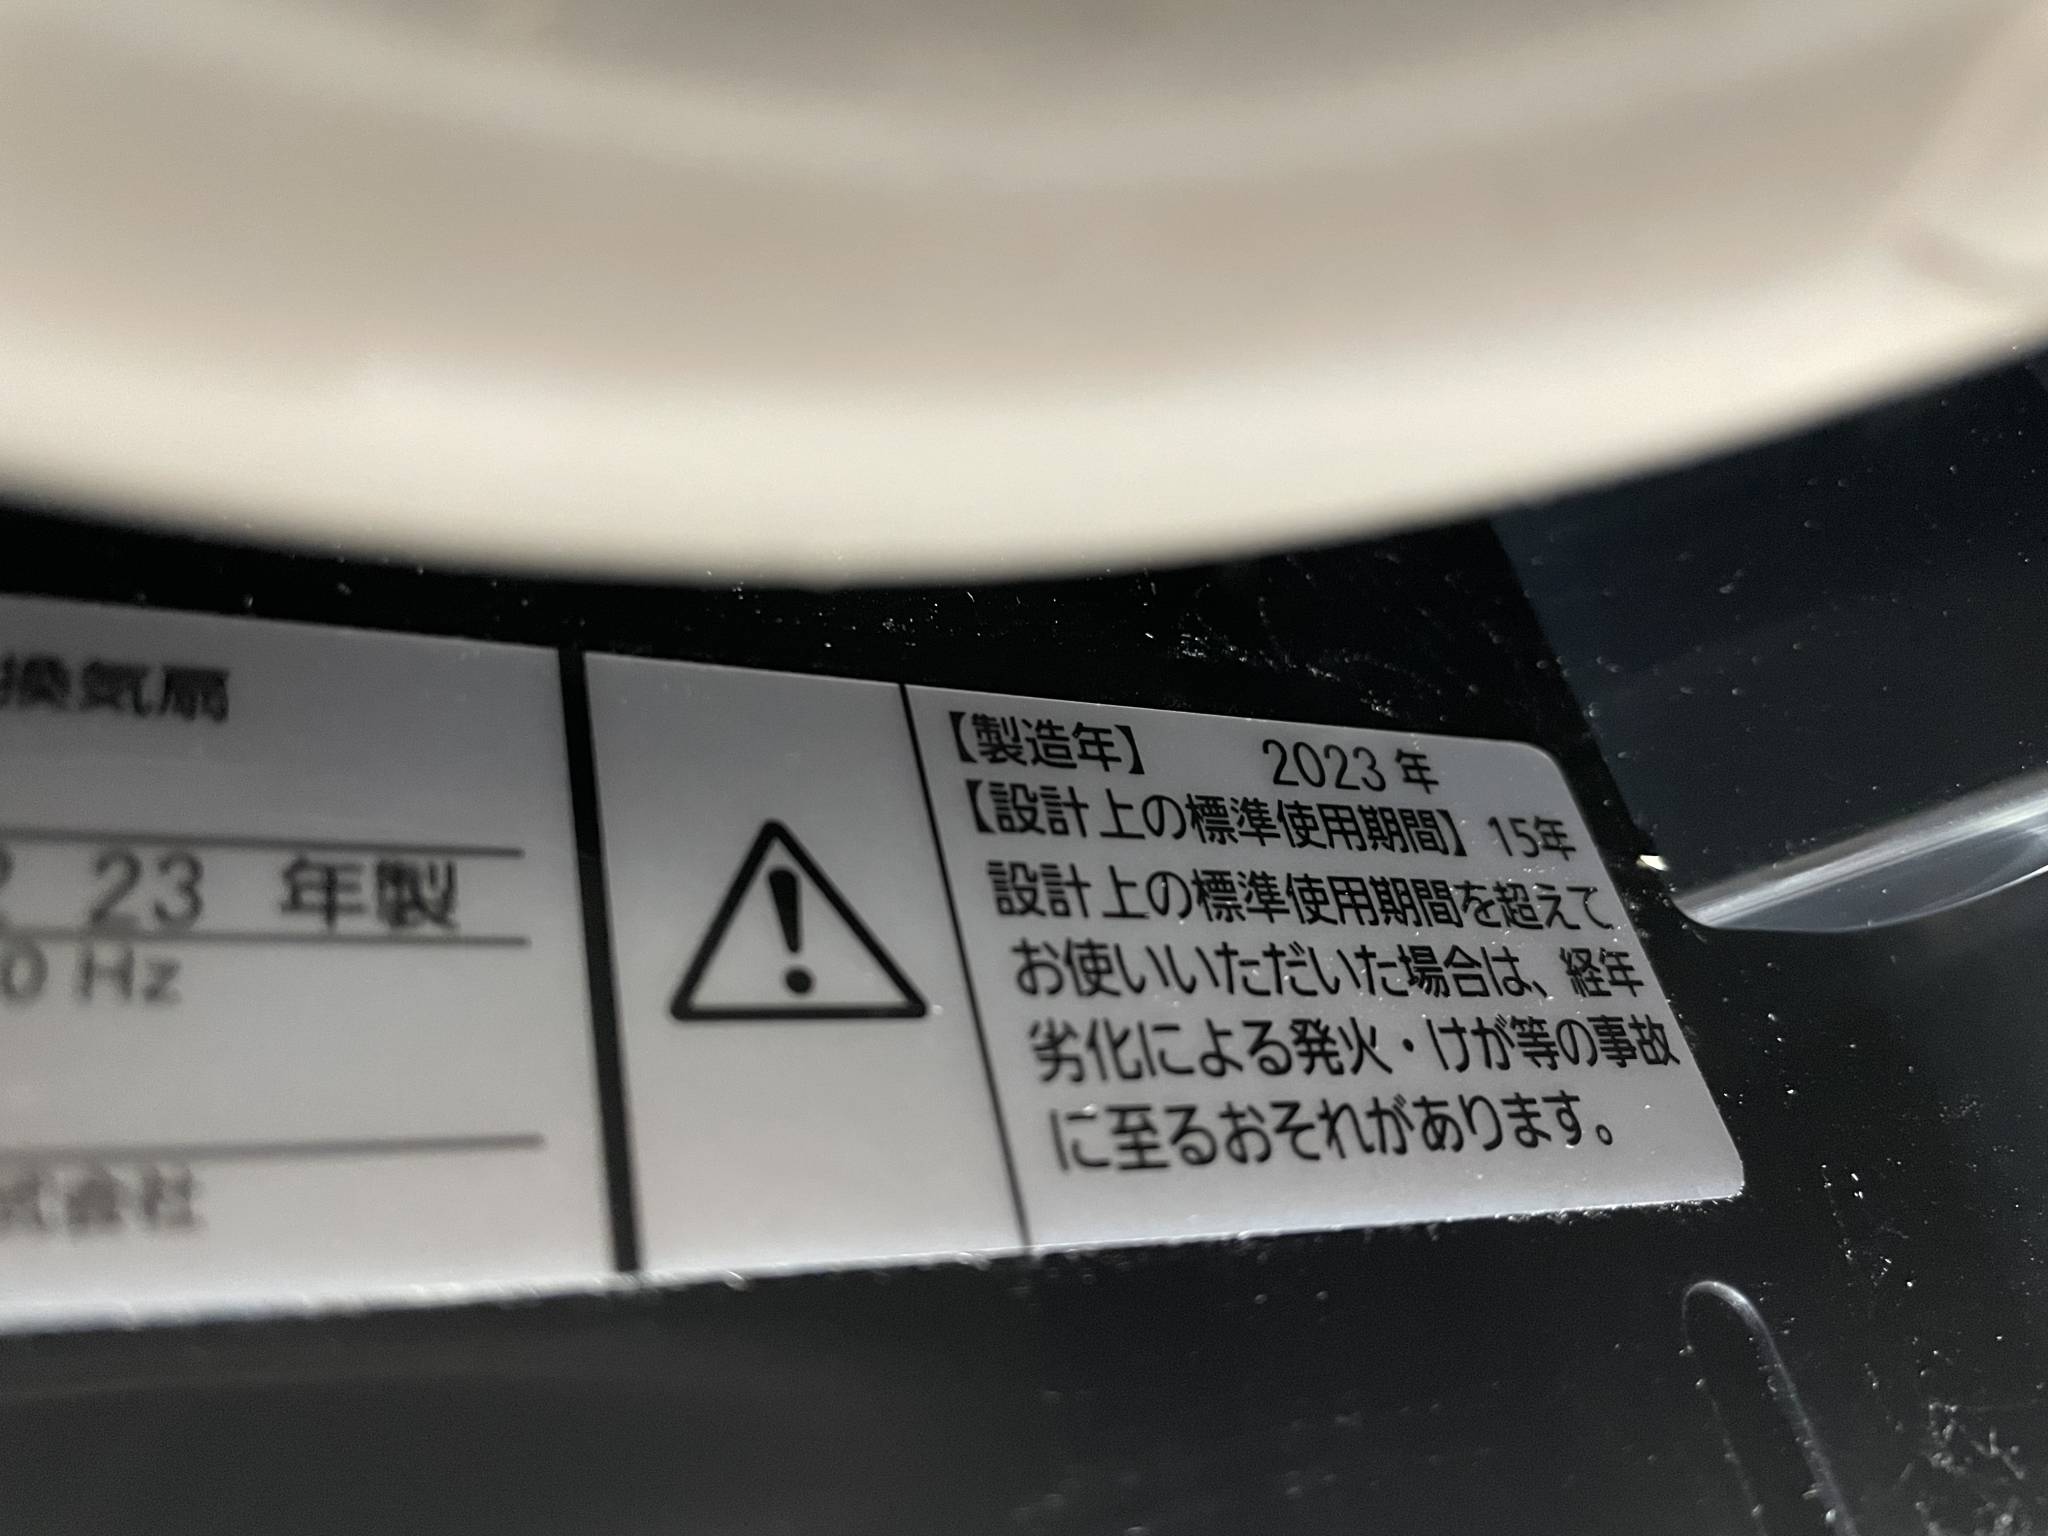 換気扇
23 年製
0 Hz
式会社
【製造年】 2023 年
【設計上の標準使用期間】 15年
設計上の標準使用期間を超えて
お使いいただいた場合は、経年
劣化による発火・けが等の事故
に至るおそれがあります。